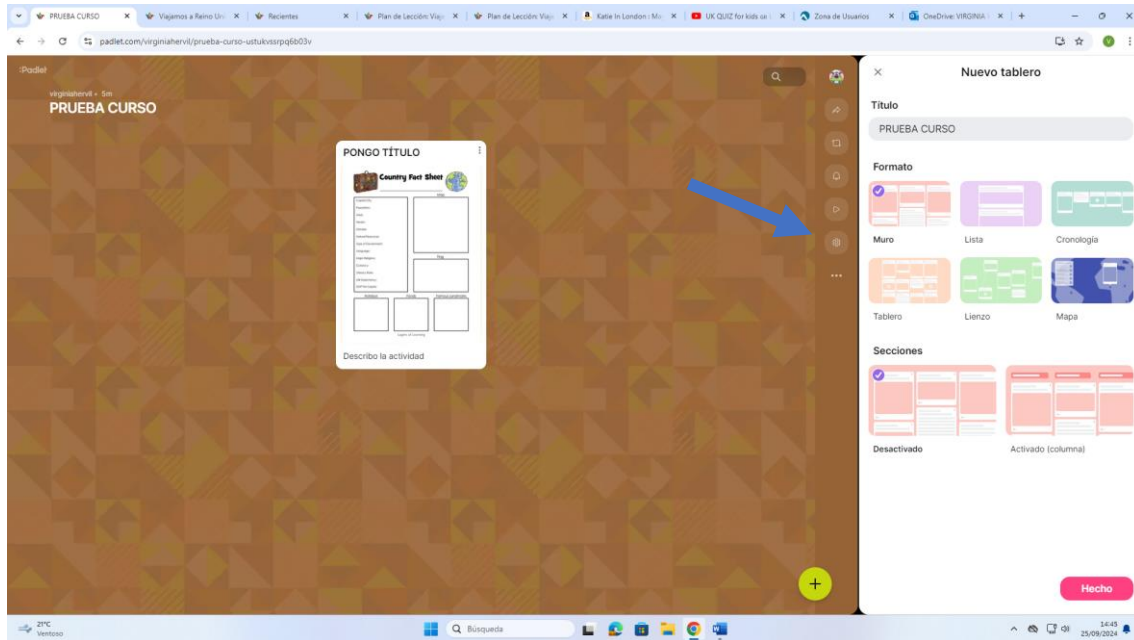 PRUEBA CURSO
Viajamos a Reino Uni
Recientes
Plan de Lección: Viaj
Plan de Lección: Viaj
Katie in London : Ma
UK QUIZ for kids on
Zona de Usuarios
OneDrive: VIRGINIA
padlet.com/virginiahervil/prueba-curso-ustukvssrpq6b03v
:Padlet
virginiahervil • 5m
PRUEBA CURSO
PONGO TÍTULO
Country Fact Sheet
Describo la actividad
Nuevo tablero
Título
PRUEBA CURSO
Formato
Muro
Lista
Cronología
Tablero
Lienzo
Mapa
Secciones
Desactivado
Activado (columna)
Hecho
21°C
Ventoso
Búsqueda
14:45
25/09/2024